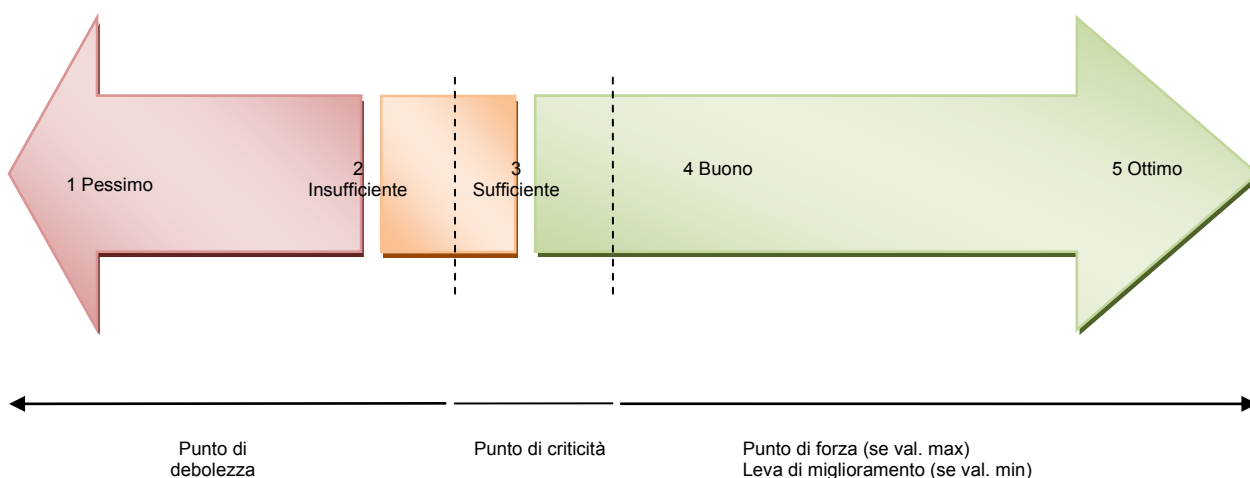 1 Pessimo
2
Insufficiente
3
Sufficiente
4 Buono
5 Ottimo
Punto di
debolezza
Punto di criticità
Punto di forza (se val. max)
Leva di miglioramento (se val. min)